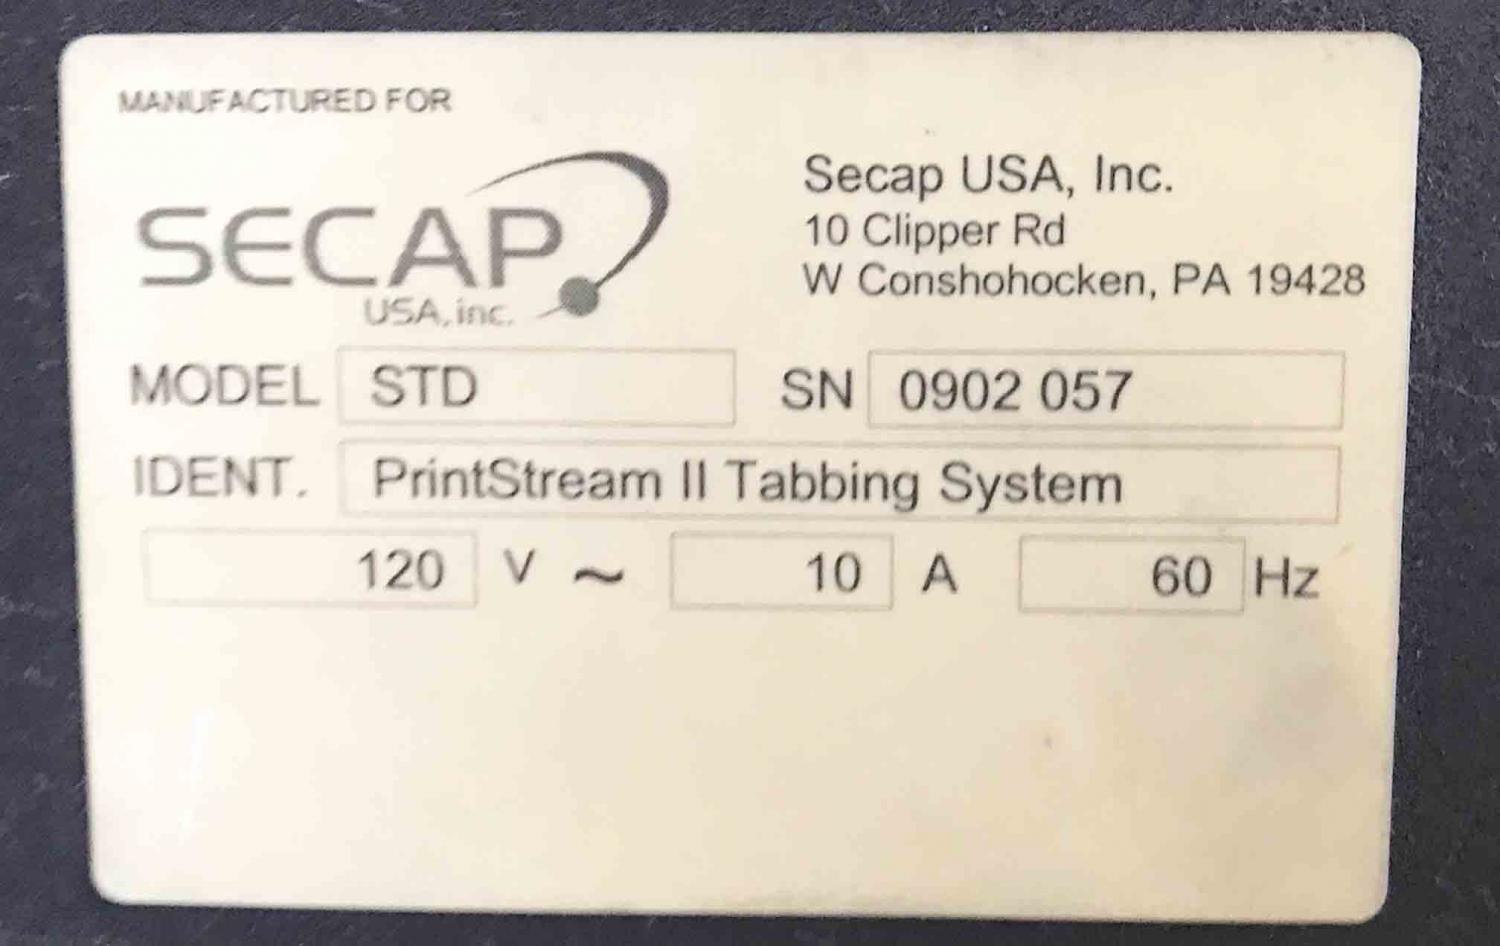 MANUFACTURED FOR
SECAP
USA, inc.
Secap USA, Inc.
10 Clipper Rd
W Conshohocken, PA 19428
MODEL STD SN 0902 057
IDENT. PrintStream II Tabbing System
120 V ~ 10 A 60 Hz